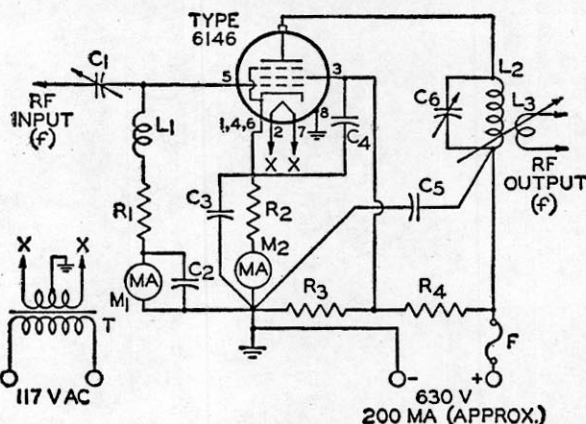 TYPE
6146
C1
5
3
L2
RF
INPUT
(f)
L1
1,4,6
2
7
8
C4
C6
L3
X X
RF
OUTPUT
(f)
C3
R2
C5
R1
M2
X X
MA
C2
MA
M1
R3
R4
T
F
-
+
117 VAC
630 V
200 MA (APPROX.)